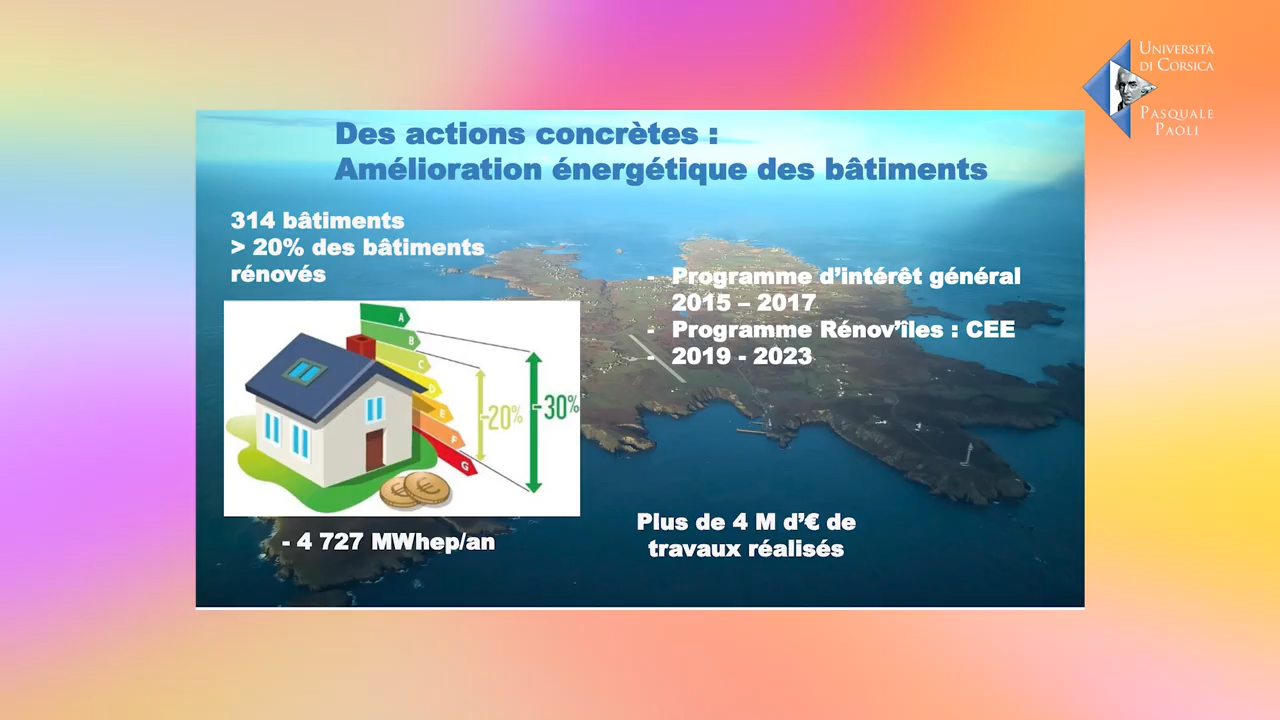 UNIVERSITÀ
DI CORSICA
PASQUALE
PAOLI
Des actions concrètes :
Amélioration énergétique des bâtiments
314 bâtiments
> 20% des bâtiments
rénovés
- Programme d’intérêt général
2015 – 2017
- Programme Rénov’îles : CEE
- 2019 - 2023
A
B
C
D
E
F
G
-20%
-30%
€
€
- 4 727 MWhep/an
Plus de 4 M d’€ de
travaux réalisés